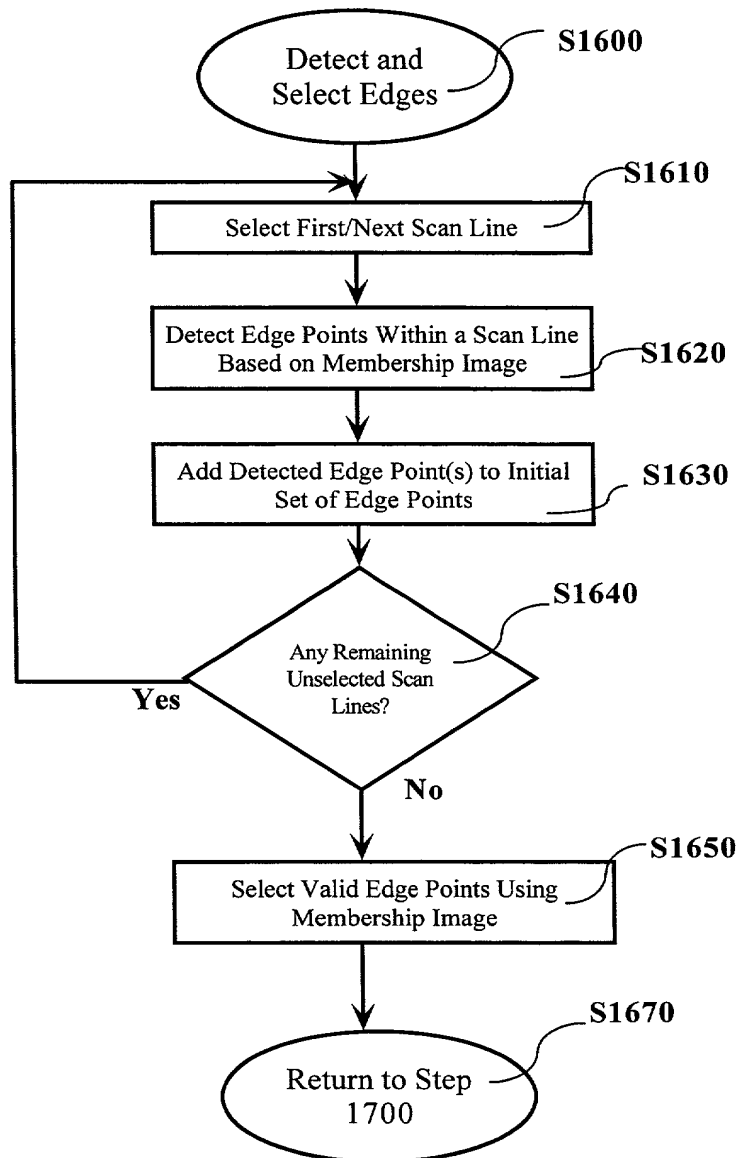 Detect and
Select Edges
S1600
S1610
Select First/Next Scan Line
Detect Edge Points Within a Scan Line
Based on Membership Image
S1620
Add Detected Edge Point(s) to Initial
Set of Edge Points
S1630
S1640
Any Remaining
Unselected Scan
Lines?
Yes
No
S1650
Select Valid Edge Points Using
Membership Image
S1670
Return to Step
1700